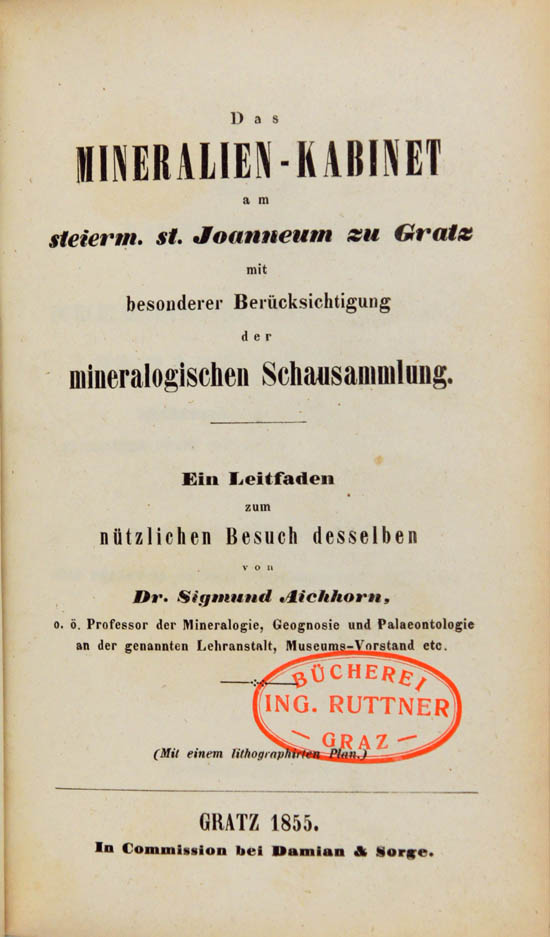 Das
MINERALIEN-KABINET
am
steierm. st. Joanneum zu Gratz
mit
besonderer Berücksichtigung
der
mineralogischen Schausammlung.
Ein Leitfaden
zum
nützlichen Besuch desselben
von
Dr. Sigmund Aichhorn,
o. ö. Professor der Mineralogie, Geognosie und Palaeontologie
an der genannten Lehranstalt, Museums-Vorstand etc.
BÜCHEREI
ING. RUTTNER
— GRAZ —
(Mit einem lithographirten Plan.)
GRATZ 1855.
In Commission bei Damian & Sorge.